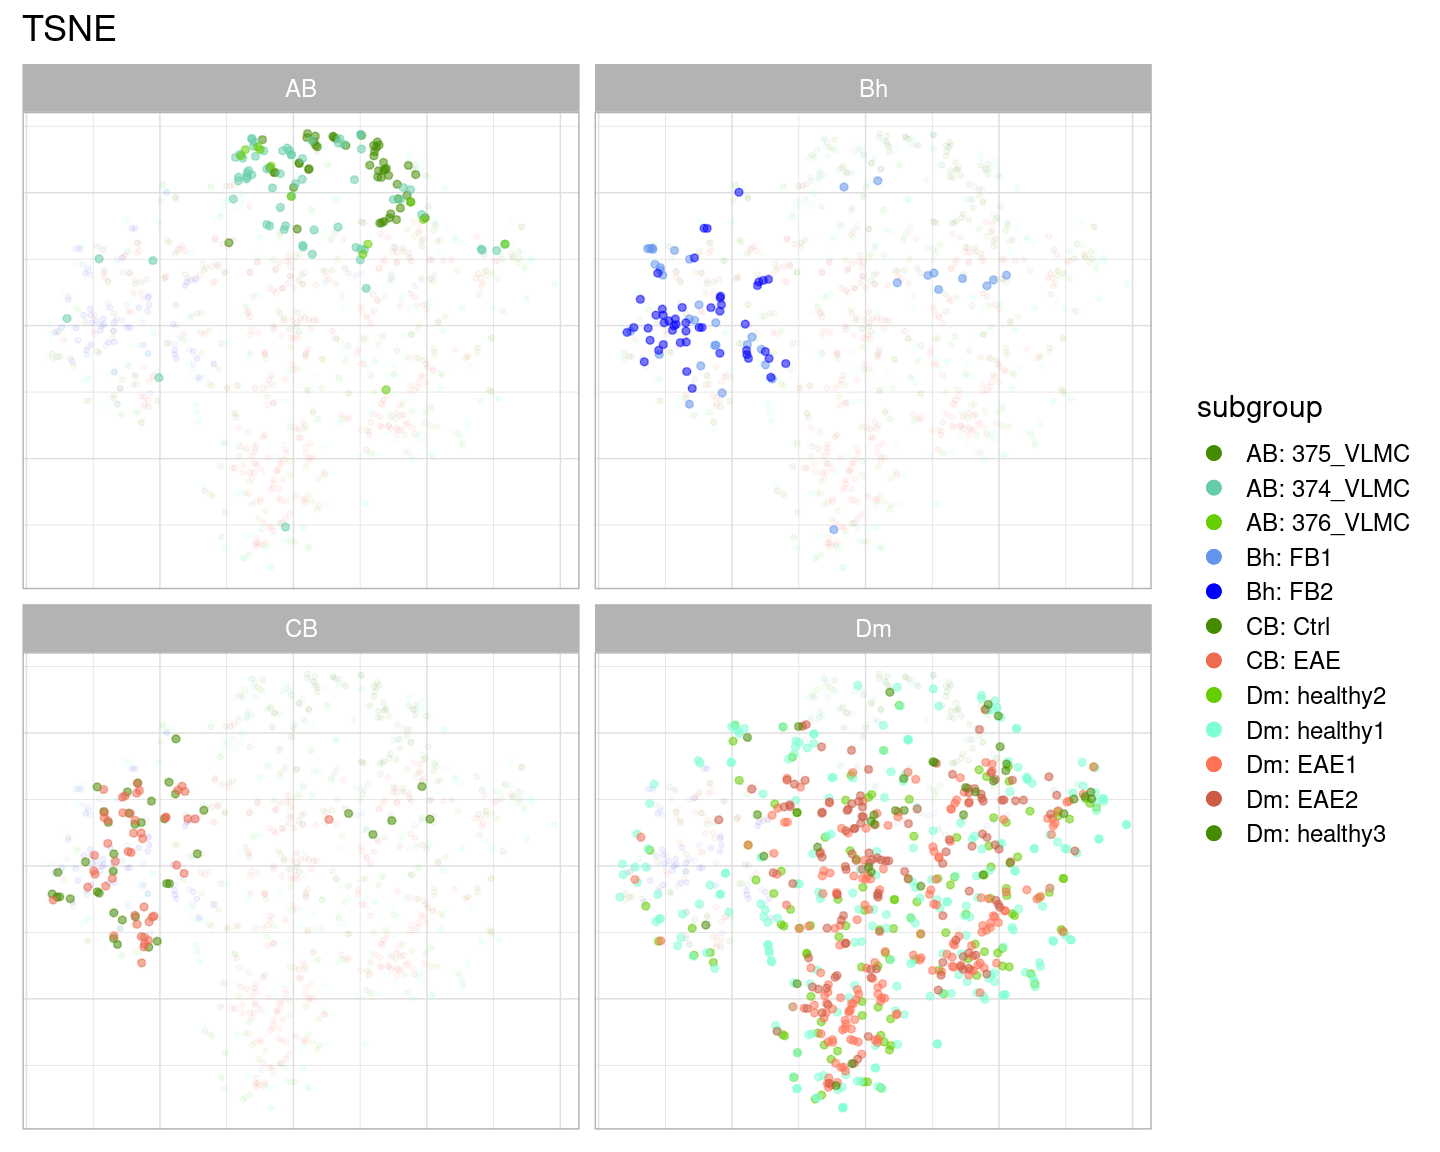 TSNE
AB
Bh
CB
Dm
subgroup
AB: 375_VLMC
AB: 374_VLMC
AB: 376_VLMC
Bh: FB1
Bh: FB2
CB: Ctrl
CB: EAE
Dm: healthy2
Dm: healthy1
Dm: EAE1
Dm: EAE2
Dm: healthy3